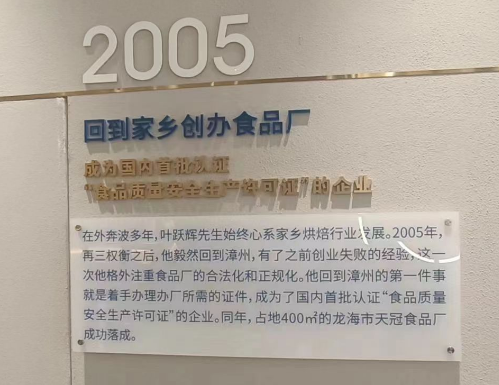 2005
回到家乡创办食品厂
成为国内首批认证
“食品质量安全生产许可证”的企业
在外奔波多年，叶跃辉先生始终心系家乡烘焙行业发展。2005年，
再三权衡之后，他毅然回到漳州，有了之前创业失败的经验，这一
次他格外注重食品厂的合法化和正规化。他回到漳州的第一件事
就是着手办理办厂所需的证件，成为了国内首批认证“食品质量
安全生产许可证”的企业。同年，占地400㎡的龙海市天冠食品厂
成功落成。